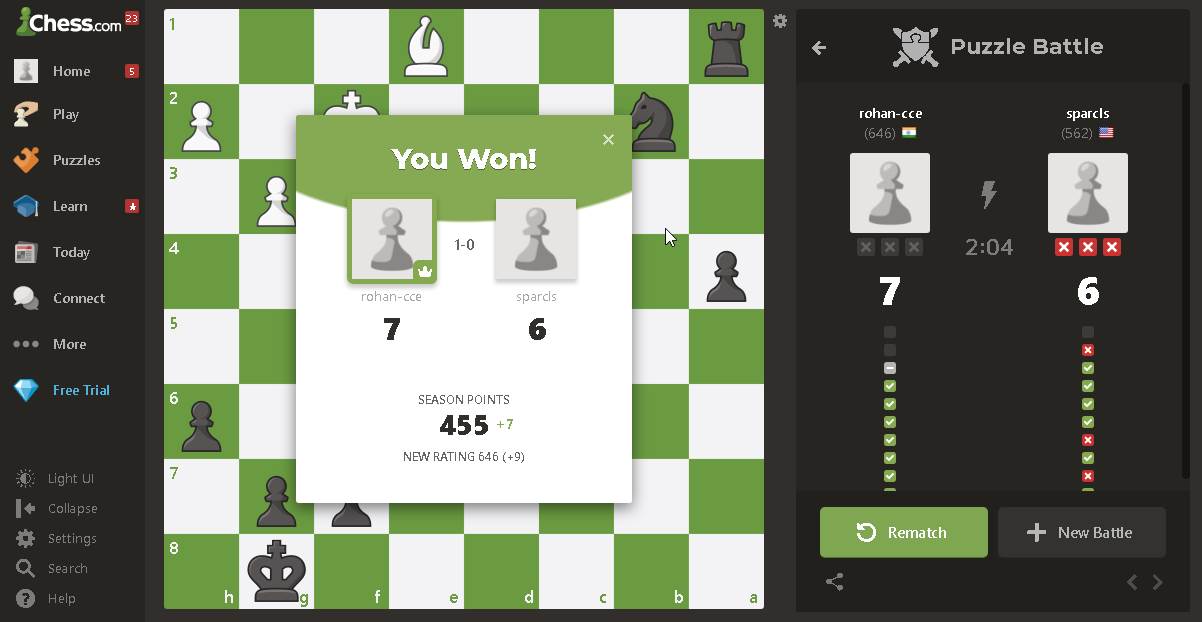 Chess.com 23
Home 5
Play
Puzzles
Learn
Today
Connect
More
Free Trial
Light UI
Collapse
Settings
Search
Help
1
2
3
4
5
6
7
8
h g f e d c b a
You Won!
1-0
rohan-cce sparcls
7 6
SEASON POINTS
455 +7
NEW RATING 646 (+9)
Puzzle Battle
rohan-cce sparcls
(646) (562)
2:04
7 6
Rematch New Battle